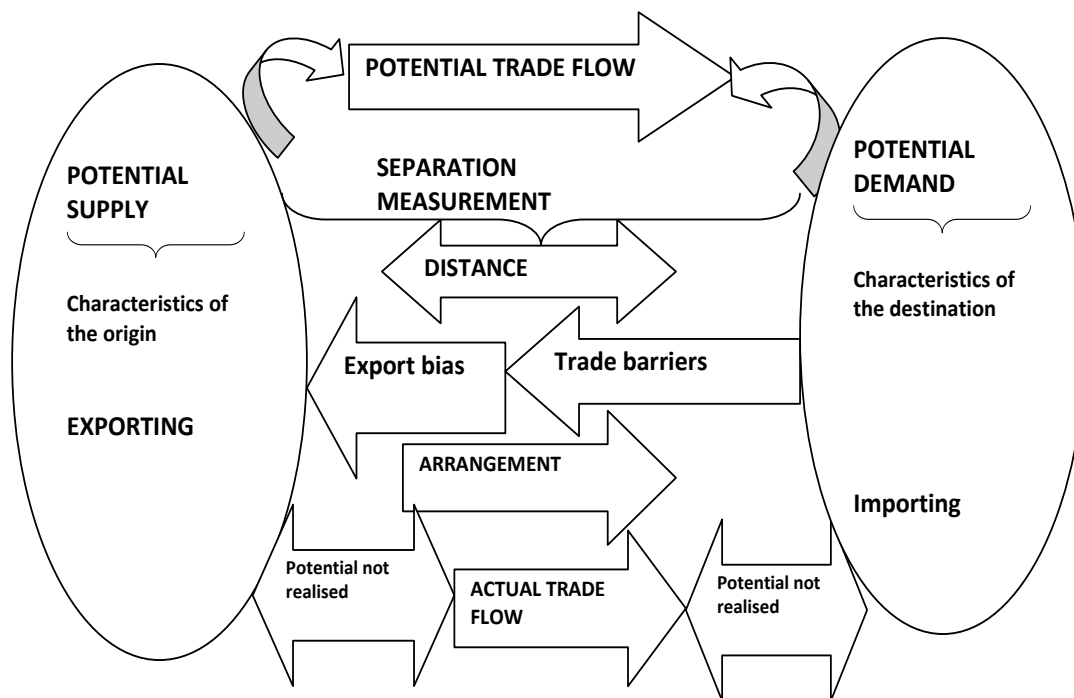 POTENTIAL TRADE FLOW
SEPARATION
MEASUREMENT
POTENTIAL
SUPPLY
POTENTIAL
DEMAND
DISTANCE
Characteristics of
the origin
Characteristics of
the destination
Export bias
Trade barriers
EXPORTING
ARRANGEMENT
Importing
Potential not
realised
ACTUAL TRADE
FLOW
Potential not
realised